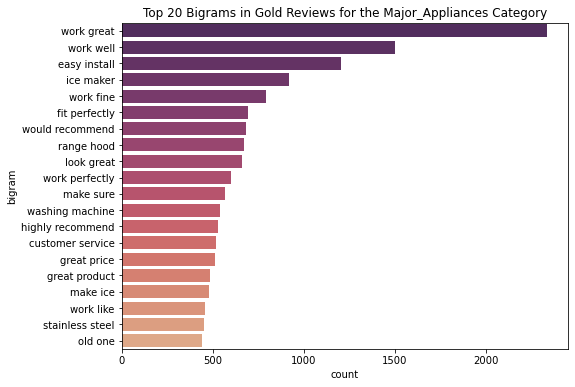 Top 20 Bigrams in Gold Reviews for the Major_Appliances Category
bigram
work great
work well
easy install
ice maker
work fine
fit perfectly
would recommend
range hood
look great
work perfectly
make sure
washing machine
highly recommend
customer service
great price
great product
make ice
work like
stainless steel
old one
0 500 1000 1500 2000
count